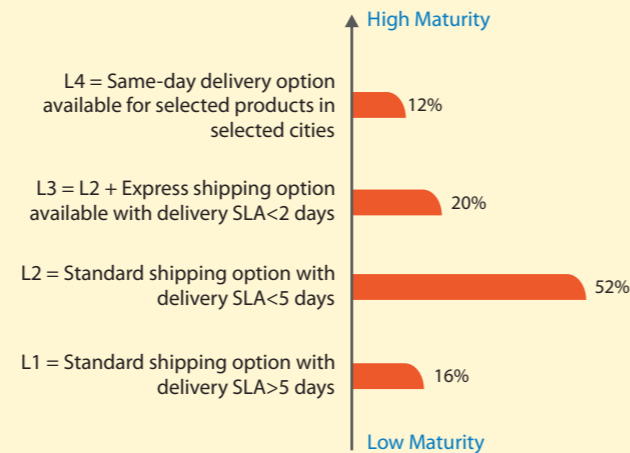 High Maturity
L4 = Same-day delivery option
available for selected products in
selected cities
12%
L3 = L2 + Express shipping option
available with delivery SLA<2 days
20%
L2 = Standard shipping option with
delivery SLA<5 days
52%
L1 = Standard shipping option with
delivery SLA>5 days
16%
Low Maturity